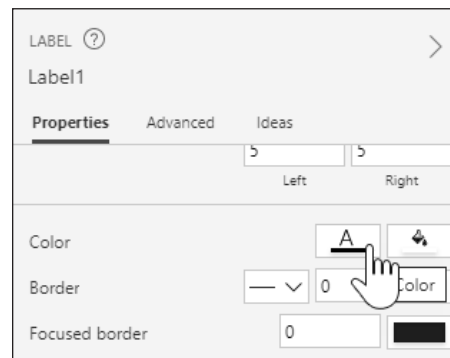 LABEL ?
Label1
Properties Advanced Ideas
5 5
Left Right
Color A
Border 0 Color
Focused border 0